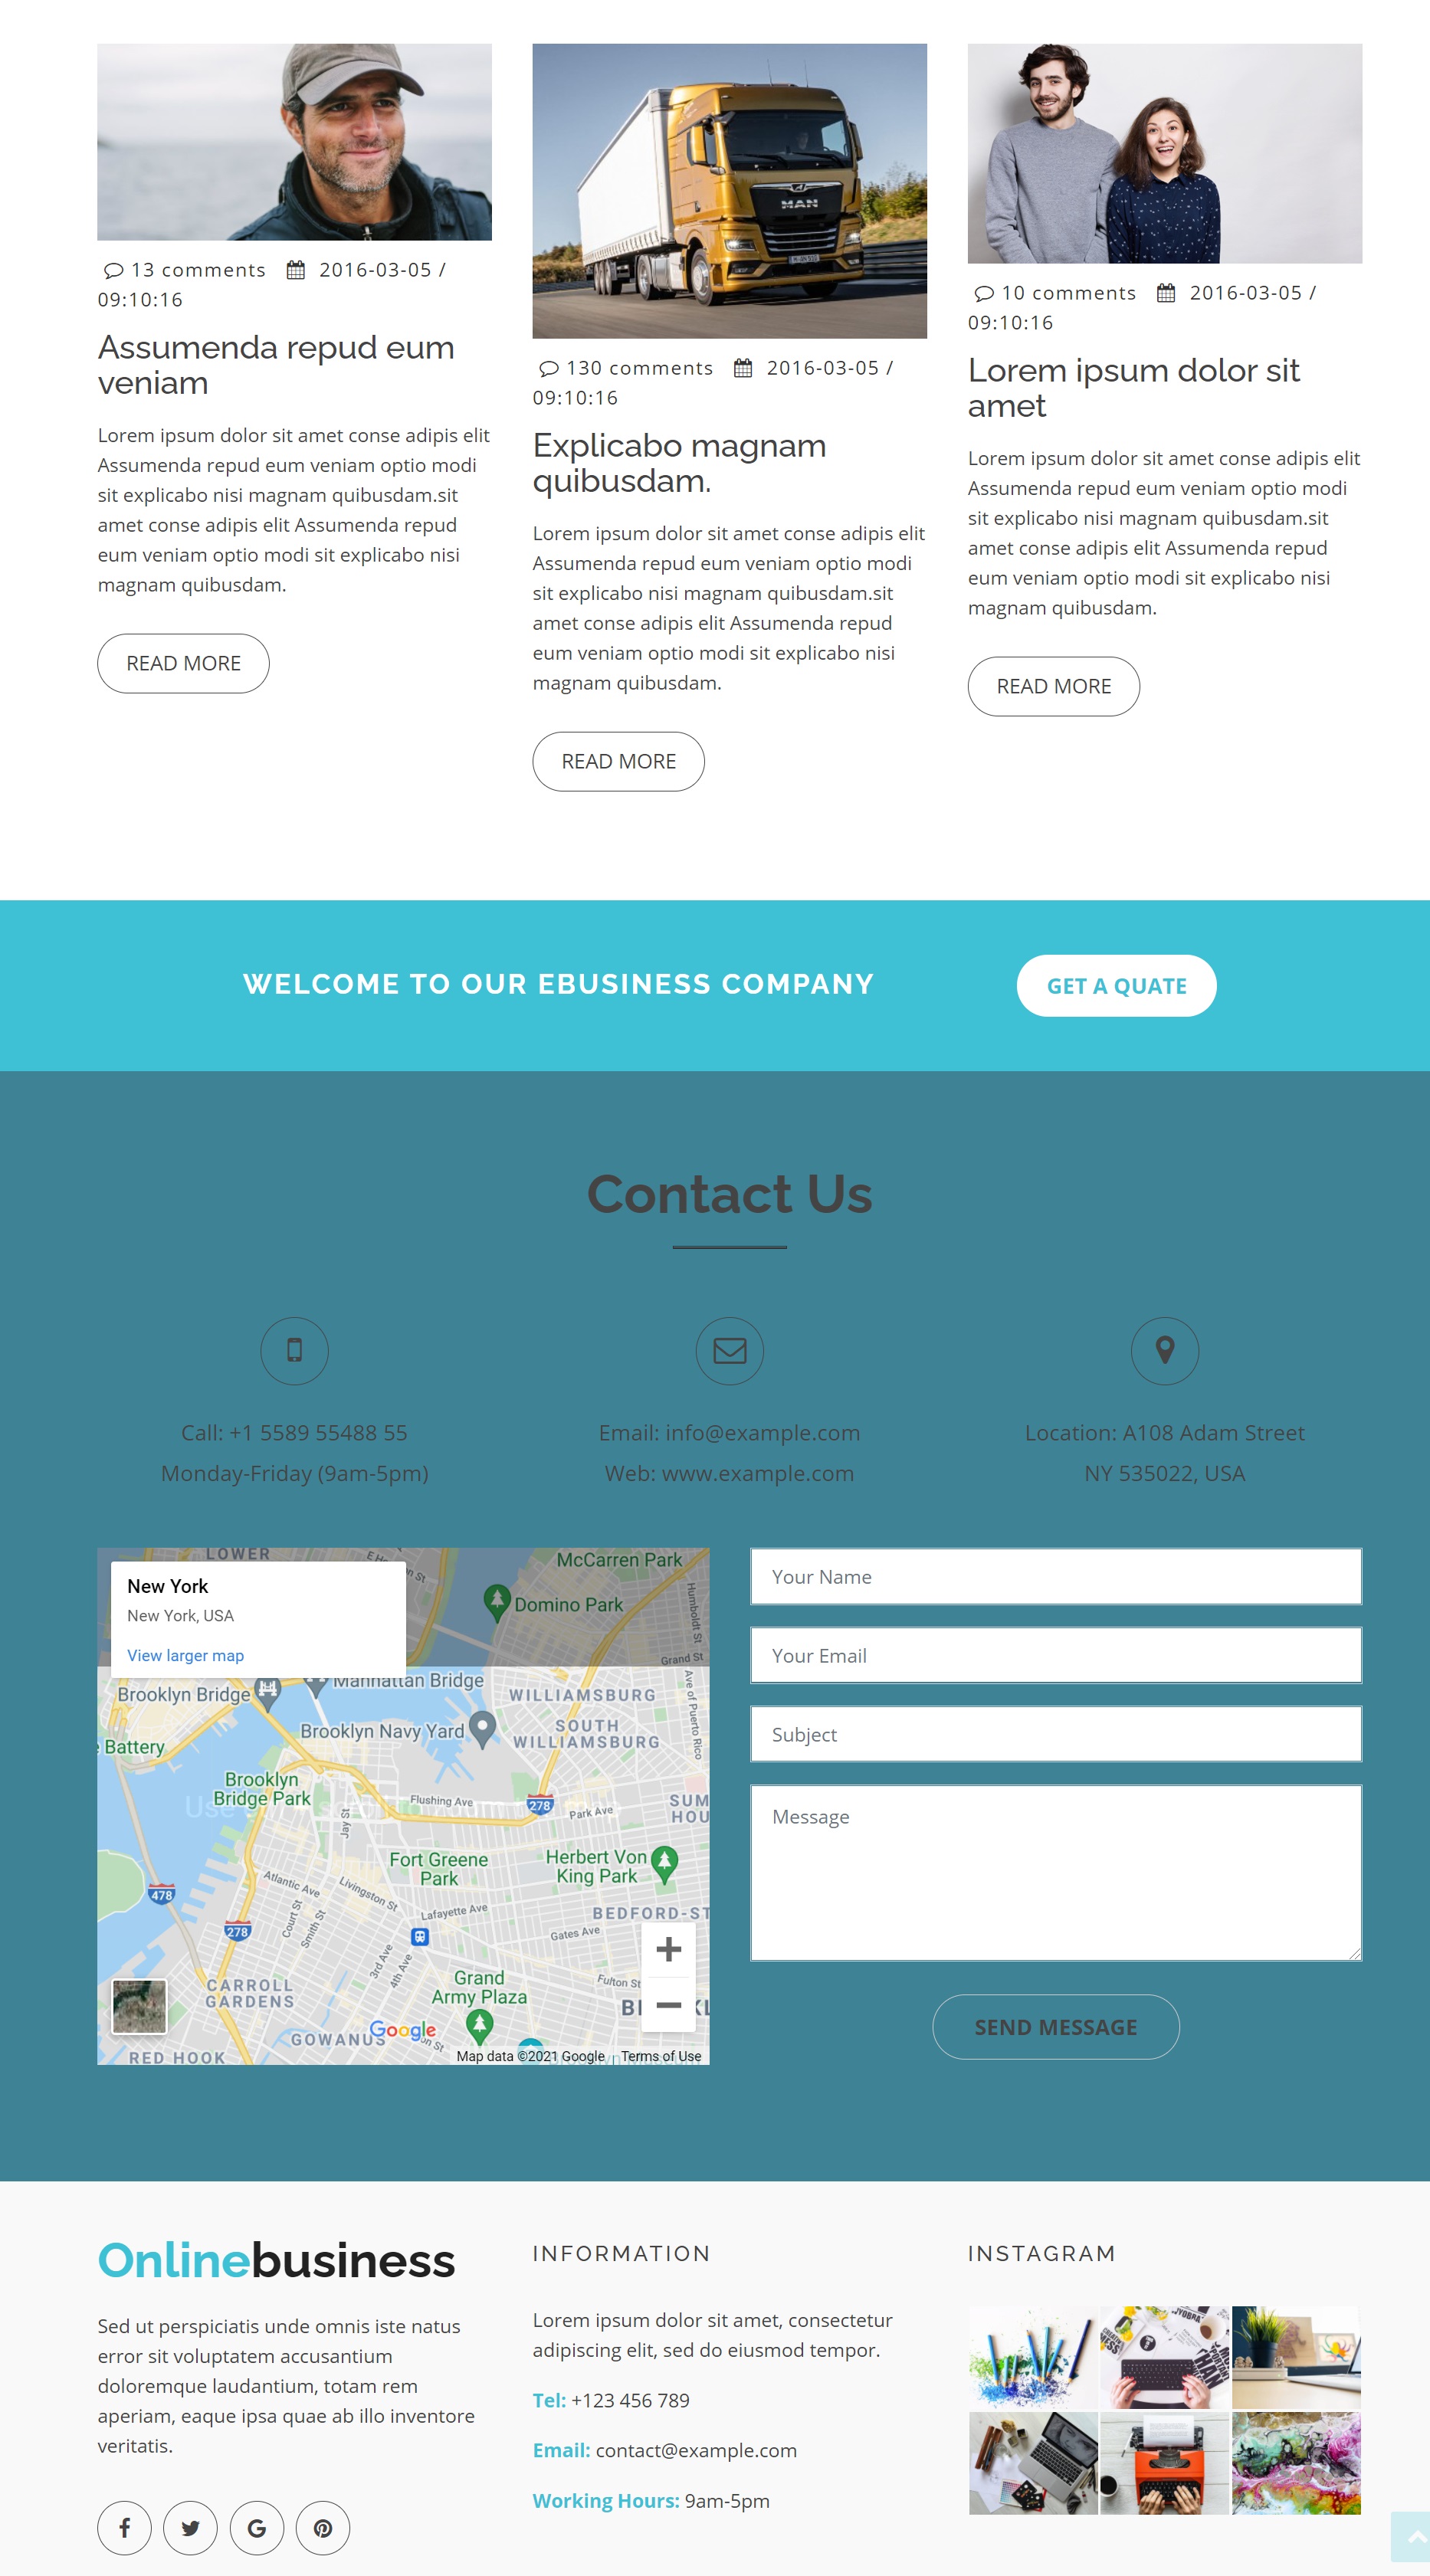 MAN
13 comments 2016-03-05 /
09:10:16
Assumenda repud eum
veniam
Lorem ipsum dolor sit amet conse adipis elit
Assumenda repud eum veniam optio modi
sit explicabo nisi magnam quibusdam.sit
amet conse adipis elit Assumenda repud
eum veniam optio modi sit explicabo nisi
magnam quibusdam.
READ MORE
130 comments 2016-03-05 /
09:10:16
Explicabo magnam
quibusdam.
Lorem ipsum dolor sit amet conse adipis elit
Assumenda repud eum veniam optio modi
sit explicabo nisi magnam quibusdam.sit
amet conse adipis elit Assumenda repud
eum veniam optio modi sit explicabo nisi
magnam quibusdam.
READ MORE
10 comments 2016-03-05 /
09:10:16
Lorem ipsum dolor sit
amet
Lorem ipsum dolor sit amet conse adipis elit
Assumenda repud eum veniam optio modi
sit explicabo nisi magnam quibusdam.sit
amet conse adipis elit Assumenda repud
eum veniam optio modi sit explicabo nisi
magnam quibusdam.
READ MORE
WELCOME TO OUR EBUSINESS COMPANY
GET A QUATE
Contact Us
Call: +1 5589 55488 55
Monday-Friday (9am-5pm)
Email: info@example.com
Web: www.example.com
Location: A108 Adam Street
NY 535022, USA
LOWER
McCarren Park
New York
New York, USA
View larger map
Domino Park
Humboldt St
Grand St
Manhattan Bridge
Brooklyn Bridge
WILLIAMSBURG
Ave of Puerto Rico
Brooklyn Navy Yard
SOUTH
WILLIAMSBURG
Battery
Brooklyn
Bridge Park
Flushing Ave
278
Park Ave
SUM
HOU
Jay St
Fort Greene
Park
Herbert Von
King Park
Atlantic Ave
Livingston St
478
Court St
Smith St
Lafayette Ave
BEDFORD-ST
278
Gates Ave
3rd Ave
4th Ave
CARROLL
GARDENS
Grand
Army Plaza
Fulton St
GOWANUS
Google
RED HOOK
Map data ©2021 Google
Terms of Use
Your Name
Your Email
Subject
Message
SEND MESSAGE
Onlinebusiness
Sed ut perspiciatis unde omnis iste natus
error sit voluptatem accusantium
doloremque laudantium, totam rem
aperiam, eaque ipsa quae ab illo inventore
veritatis.
INFORMATION
Lorem ipsum dolor sit amet, consectetur
adipiscing elit, sed do eiusmod tempor.
Tel: +123 456 789
Email: contact@example.com
Working Hours: 9am-5pm
INSTAGRAM